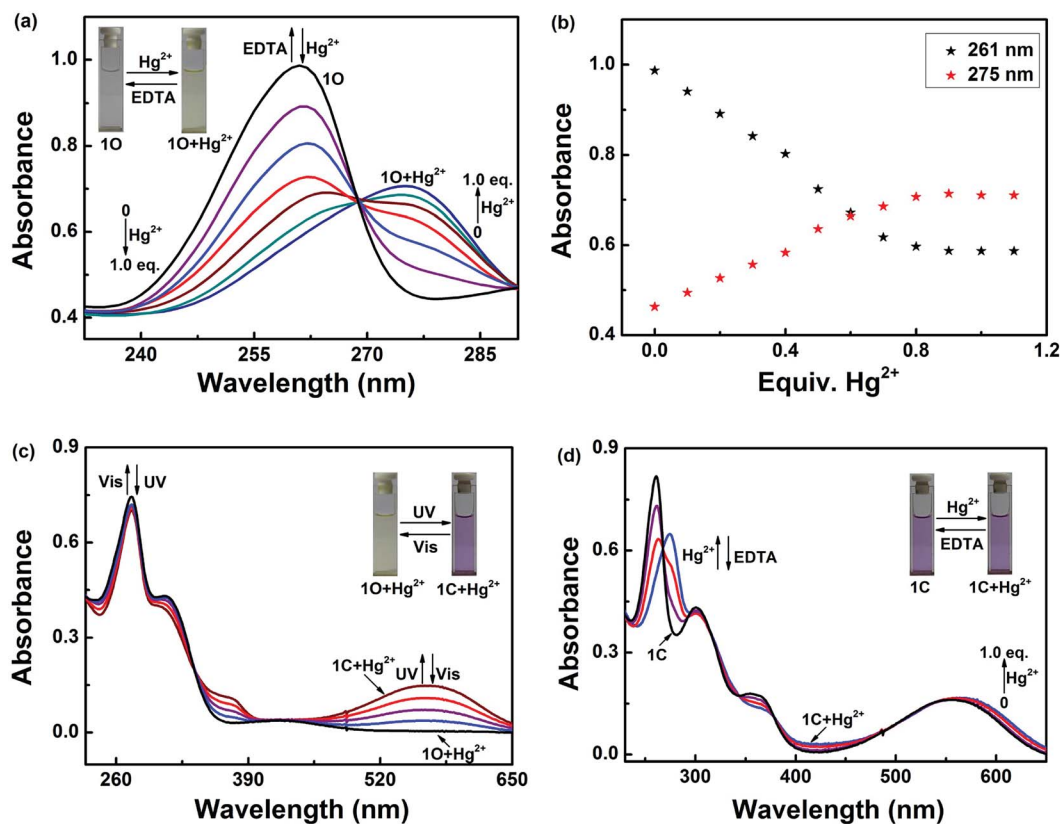 (a)
EDTA
Hg²⁺
1O
Hg²⁺
EDTA
1O
1O+Hg²⁺
1O+Hg²⁺
1.0 eq.
Hg²⁺
0
0
Hg²⁺
1.0 eq.
1.0
0.8
0.6
0.4
Absorbance
240
255
270
285
Wavelength (nm)
(b)
261 nm
275 nm
1.0
0.8
0.6
0.4
Absorbance
0.0
0.4
0.8
1.2
Equiv. Hg²⁺
(c)
Vis
UV
UV
Vis
1O+Hg²⁺
1C+Hg²⁺
1C+Hg²⁺
UV
Vis
1O+Hg²⁺
0.9
0.6
0.3
0.0
Absorbance
260
390
520
650
Wavelength (nm)
(d)
Hg²⁺
EDTA
Hg²⁺
EDTA
1C
1C+Hg²⁺
1C
1.0 eq.
Hg²⁺
0
1C+Hg²⁺
0.9
0.6
0.3
0.0
Absorbance
300
400
500
600
Wavelength (nm)